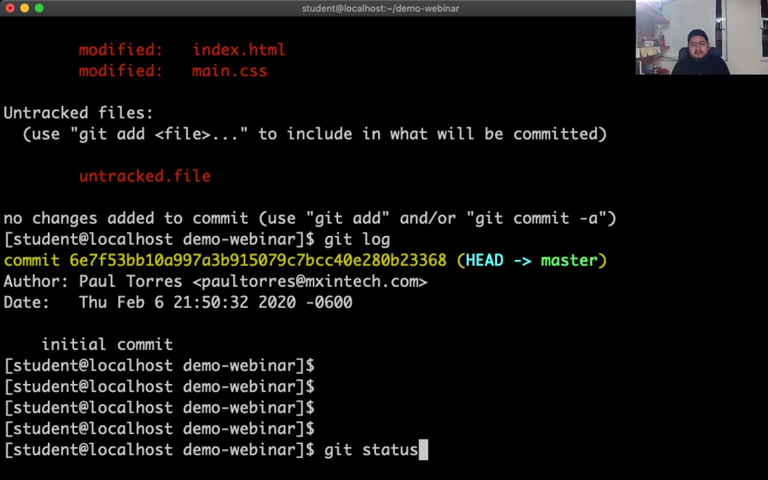 student@localhost:~/demo-webinar
modified: index.html
modified: main.css
Untracked files:
(use "git add <file>..." to include in what will be committed)
untracked.file
no changes added to commit (use "git add" and/or "git commit -a")
[student@localhost demo-webinar]$ git log
commit 6e7f53bb10a997a3b915079c7bcc40e280b23368 (HEAD -> master)
Author: Paul Torres <paultorres@mxintech.com>
Date: Thu Feb 6 21:50:32 2020 -0600
initial commit
[student@localhost demo-webinar]$
[student@localhost demo-webinar]$
[student@localhost demo-webinar]$
[student@localhost demo-webinar]$
[student@localhost demo-webinar]$ git status